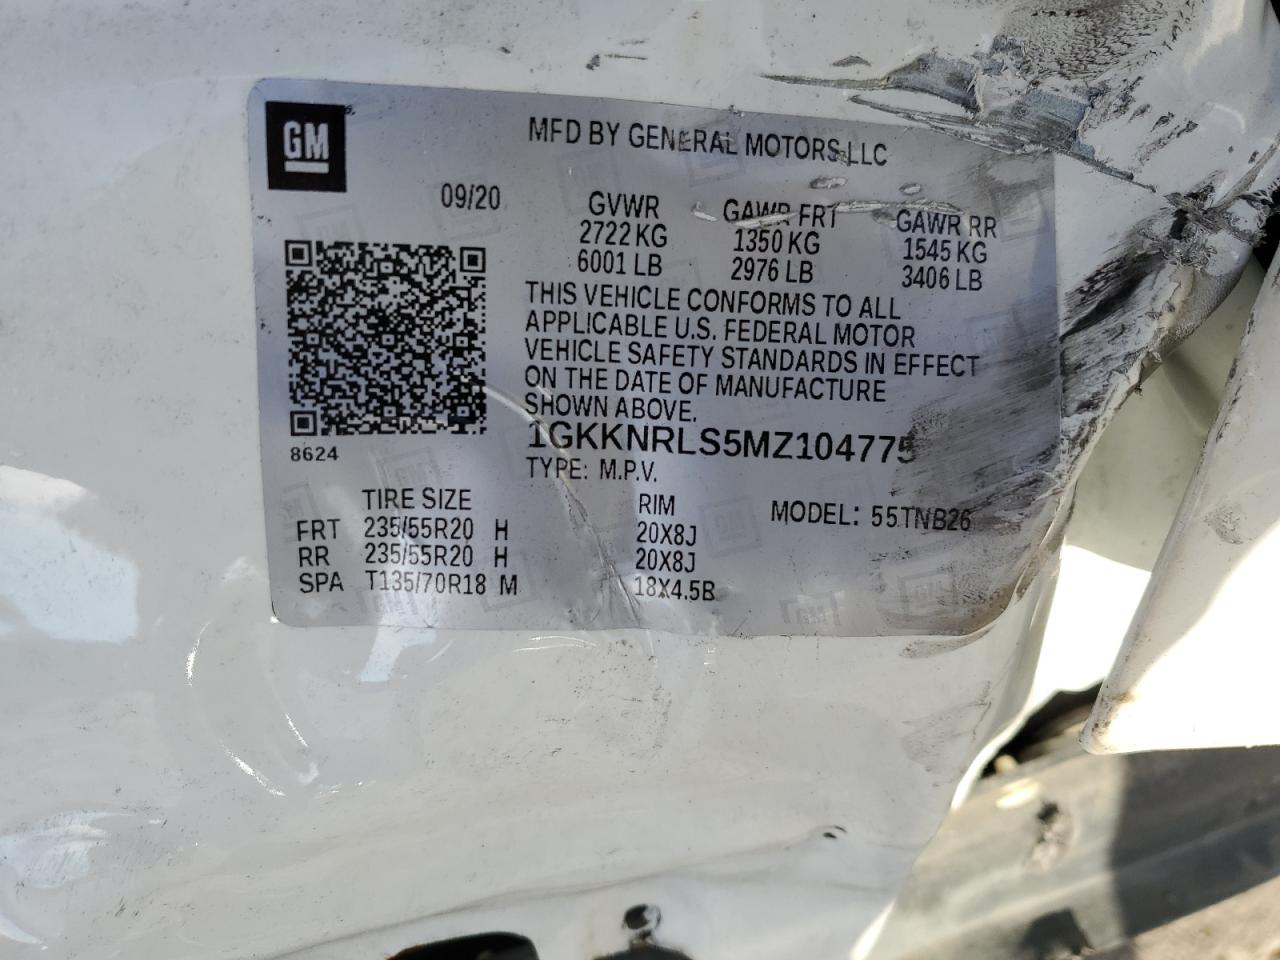 GM
MFD BY GENERAL MOTORS LLC
09/20
GVWR GAWR FRT GAWR RR
2722 KG 1350 KG 1545 KG
6001 LB 2976 LB 3406 LB
THIS VEHICLE CONFORMS TO ALL
APPLICABLE U.S. FEDERAL MOTOR
VEHICLE SAFETY STANDARDS IN EFFECT
ON THE DATE OF MANUFACTURE
SHOWN ABOVE.
1GKKNRLS5MZ104775
TYPE: M.P.V.
8624
TIRE SIZE RIM MODEL: 55TNB26
FRT 235/55R20 H 20X8J
RR 235/55R20 H 20X8J
SPA T135/70R18 M 18X4.5B